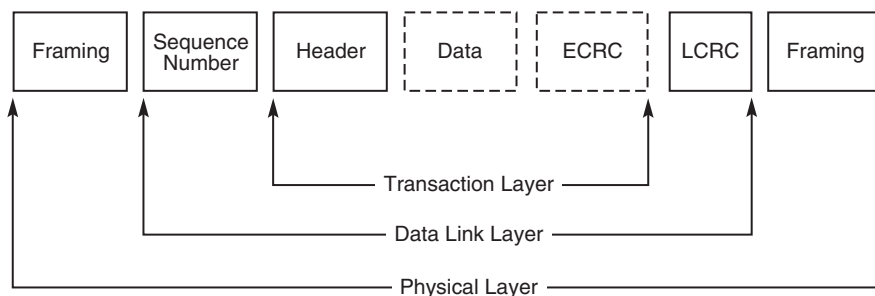 Framing
Sequence
Number
Header
Data
ECRC
LCRC
Framing
Transaction Layer
Data Link Layer
Physical Layer